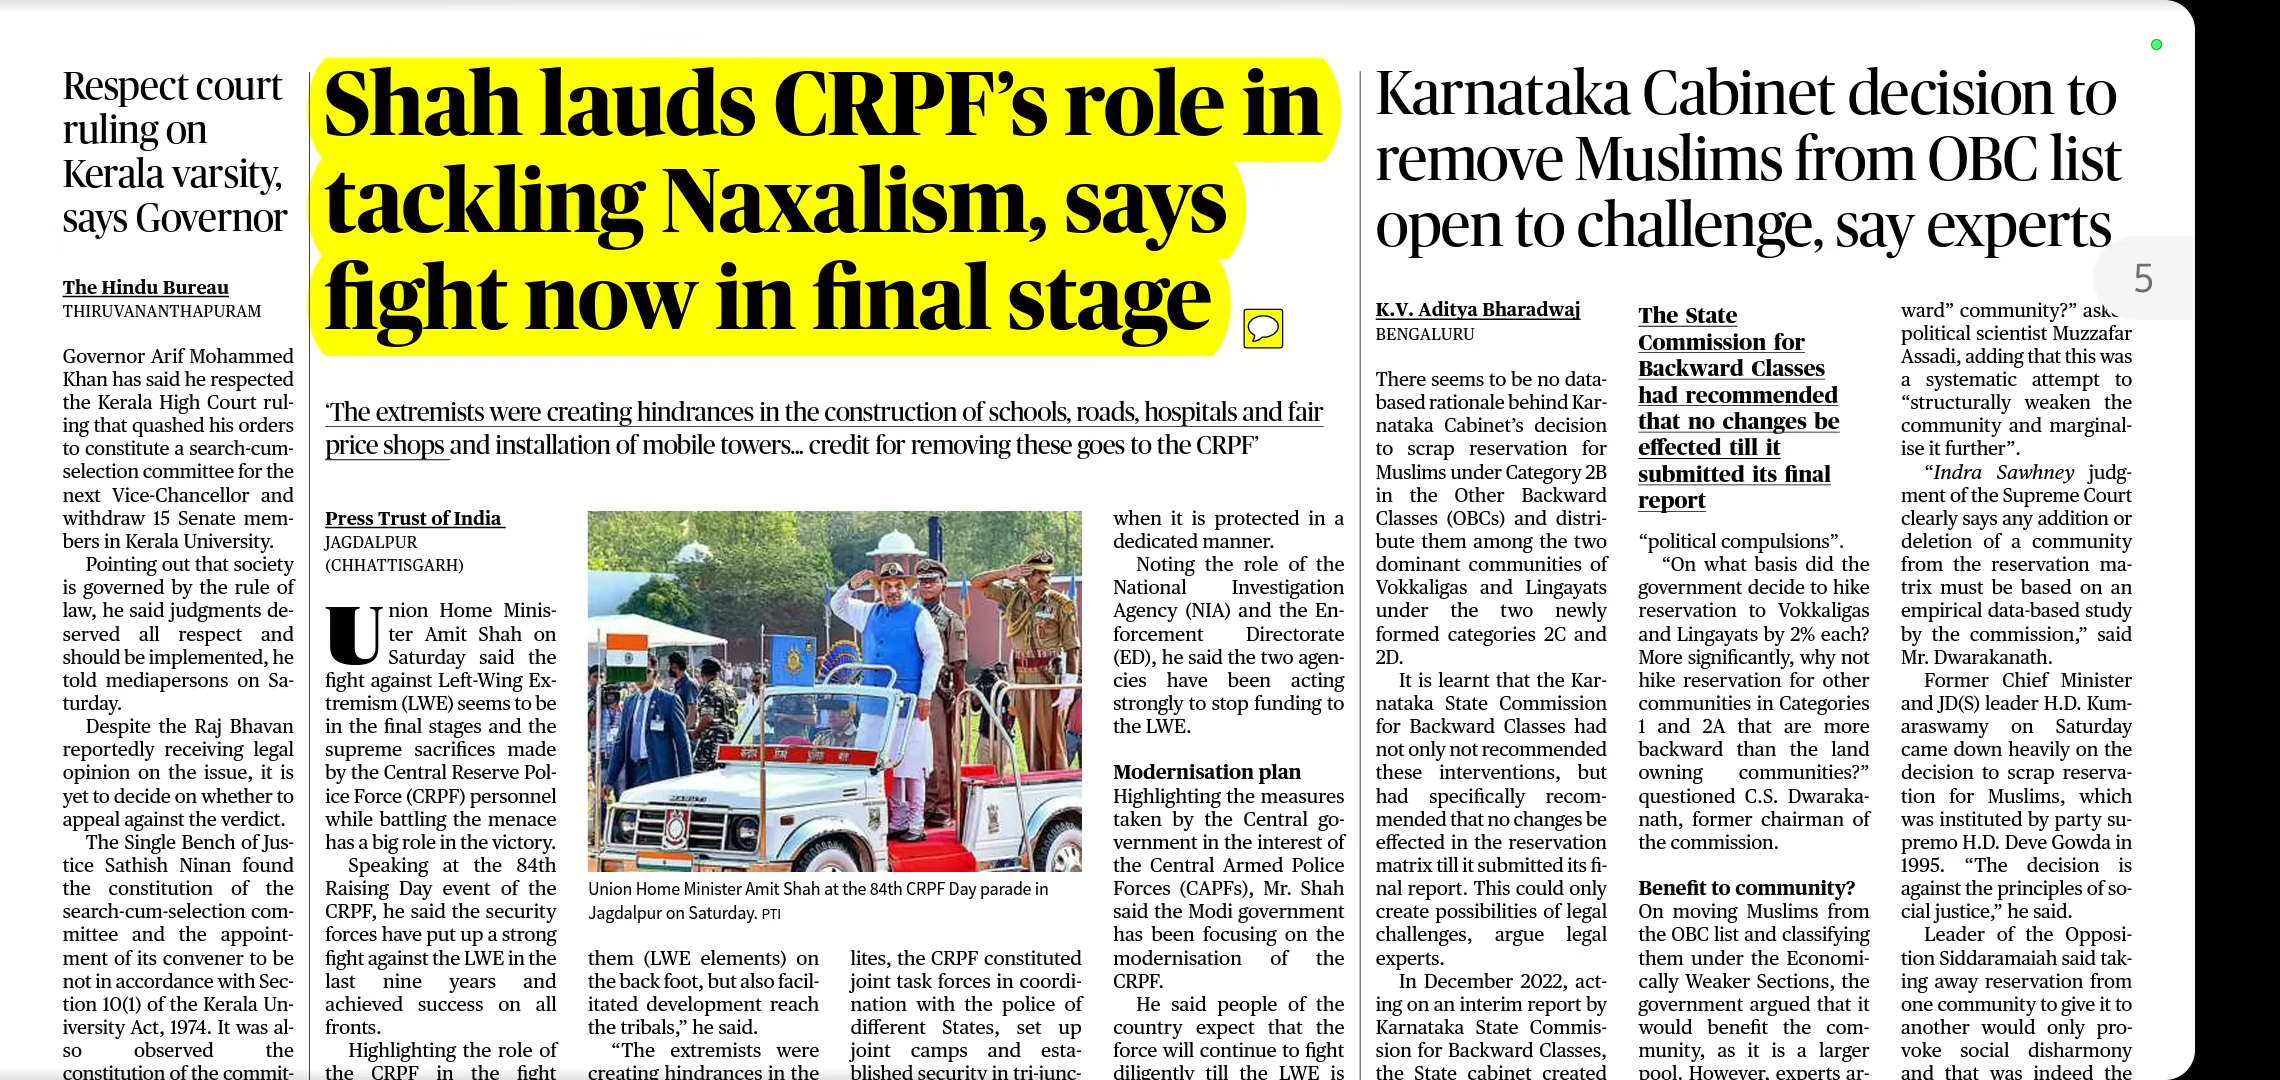 Respect court
ruling on
Kerala varsity,
says Governor
The Hindu Bureau
THIRUVANANTHAPURAM
Governor Arif Mohammed
Khan has said he respected
the Kerala High Court rul-
ing that quashed his orders
to constitute a search-cum-
selection committee for the
next Vice-Chancellor and
withdraw 15 Senate mem-
bers in Kerala University.
Pointing out that society
is governed by the rule of
law, he said judgments de-
served all respect and
should be implemented, he
told mediapersons on Sa-
turday.
Despite the Raj Bhavan
reportedly receiving legal
opinion on the issue, it is
yet to decide on whether to
appeal against the verdict.
The Single Bench of Jus-
tice Sathish Ninan found
the constitution of the
search-cum-selection com-
mittee and the appoint-
ment of its convener to be
not in accordance with Sec-
tion 10(1) of the Kerala Un-
iversity Act, 1974. It was al-
so observed the
constitution of the commit-
Shah lauds CRPF’s role in
tackling Naxalism, says
fight now in final stage
‘The extremists were creating hindrances in the construction of schools, roads, hospitals and fair
price shops and installation of mobile towers... credit for removing these goes to the CRPF’
Press Trust of India
JAGDALPUR
(CHHATTISGARH)
Union Home Minis-
ter Amit Shah on
Saturday said the
fight against Left-Wing Ex-
tremism (LWE) seems to be
in the final stages and the
supreme sacrifices made
by the Central Reserve Pol-
ice Force (CRPF) personnel
while battling the menace
has a big role in the victory.
Speaking at the 84th
Raising Day event of the
CRPF, he said the security
forces have put up a strong
fight against the LWE in the
last nine years and
achieved success on all
fronts.
Highlighting the role of
the CRPF in the fight
MARUTI
Union Home Minister Amit Shah at the 84th CRPF Day parade in
Jagdalpur on Saturday. PTI
them (LWE elements) on
the back foot, but also facil-
itated development reach
the tribals,” he said.
“The extremists were
creating hindrances in the
lites, the CRPF constituted
joint task forces in coordi-
nation with the police of
different States, set up
joint camps and esta-
blished security in tri-junc-
when it is protected in a
dedicated manner.
Noting the role of the
National Investigation
Agency (NIA) and the En-
forcement Directorate
(ED), he said the two agen-
cies have been acting
strongly to stop funding to
the LWE.
Modernisation plan
Highlighting the measures
taken by the Central go-
vernment in the interest of
the Central Armed Police
Forces (CAPFs), Mr. Shah
said the Modi government
has been focusing on the
modernisation of the
CRPF.
He said people of the
country expect that the
force will continue to fight
diligently till the LWE is
Karnataka Cabinet decision to
remove Muslims from OBC list
open to challenge, say experts
5
K.V. Aditya Bharadwaj
BENGALURU
There seems to be no data-
based rationale behind Kar-
nataka Cabinet’s decision
to scrap reservation for
Muslims under Category 2B
in the Other Backward
Classes (OBCs) and distri-
bute them among the two
dominant communities of
Vokkaligas and Lingayats
under the two newly
formed categories 2C and
2D.
It is learnt that the Kar-
nataka State Commission
for Backward Classes had
not only not recommended
these interventions, but
had specifically recom-
mended that no changes be
effected in the reservation
matrix till it submitted its fi-
nal report. This could only
create possibilities of legal
challenges, argue legal
experts.
In December 2022, act-
ing on an interim report by
Karnataka State Commis-
sion for Backward Classes,
the State cabinet created
The State
Commission for
Backward Classes
had recommended
that no changes be
effected till it
submitted its final
report
“political compulsions”.
“On what basis did the
government decide to hike
reservation to Vokkaligas
and Lingayats by 2% each?
More significantly, why not
hike reservation for other
communities in Categories
1 and 2A that are more
backward than the land
owning communities?”
questioned C.S. Dwaraka-
nath, former chairman of
the commission.
Benefit to community?
On moving Muslims from
the OBC list and classifying
them under the Economi-
cally Weaker Sections, the
government argued that it
would benefit the com-
munity, as it is a larger
pool. However, experts ar-
ward” community?” aske
political scientist Muzzafar
Assadi, adding that this was
a systematic attempt to
“structurally weaken the
community and marginal-
ise it further”.
“Indra Sawhney judg-
ment of the Supreme Court
clearly says any addition or
deletion of a community
from the reservation ma-
trix must be based on an
empirical data-based study
by the commission,” said
Mr. Dwarakanath.
Former Chief Minister
and JD(S) leader H.D. Kum-
araswamy on Saturday
came down heavily on the
decision to scrap reserva-
tion for Muslims, which
was instituted by party su-
premo H.D. Deve Gowda in
1995. “The decision is
against the principles of so-
cial justice,” he said.
Leader of the Opposi-
tion Siddaramaiah said tak-
ing away reservation from
one community to give it to
another would only pro-
voke social disharmony
and that was indeed the